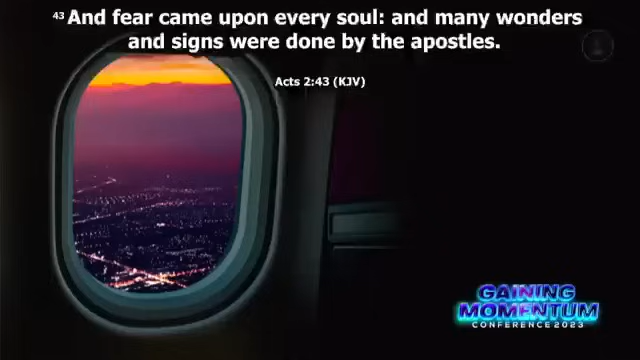 43 And fear came upon every soul: and many wonders
and signs were done by the apostles.
Acts 2:43 (KJV)
GAINING
MOMENTUM
CONFERENCE 2023